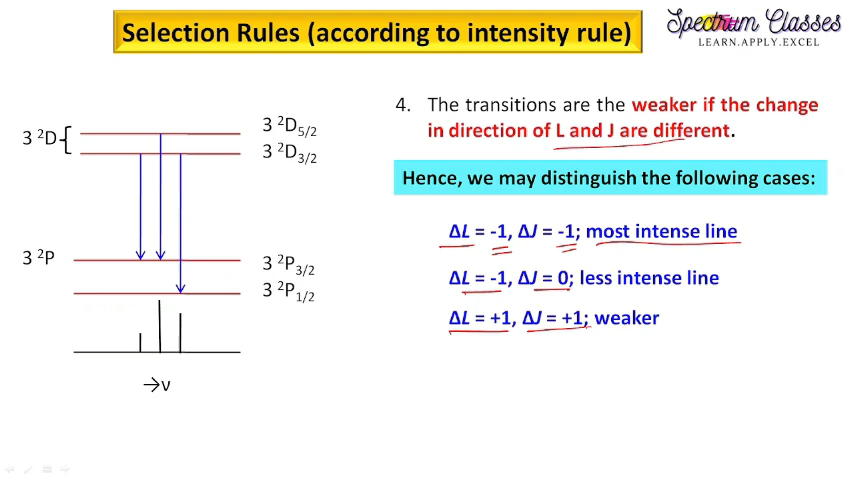 Selection Rules (according to intensity rule)
Spectrum Classes
LEARN.APPLY.EXCEL
3 ²D
3 ²D₅/₂
3 ²D₃/₂
3 ²P
3 ²P₃/₂
3 ²P₁/₂
→ν
4. The transitions are the weaker if the change
in direction of L and J are different.
Hence, we may distinguish the following cases:
ΔL = -1, ΔJ = -1; most intense line
ΔL = -1, ΔJ = 0; less intense line
ΔL = +1, ΔJ = +1; weaker